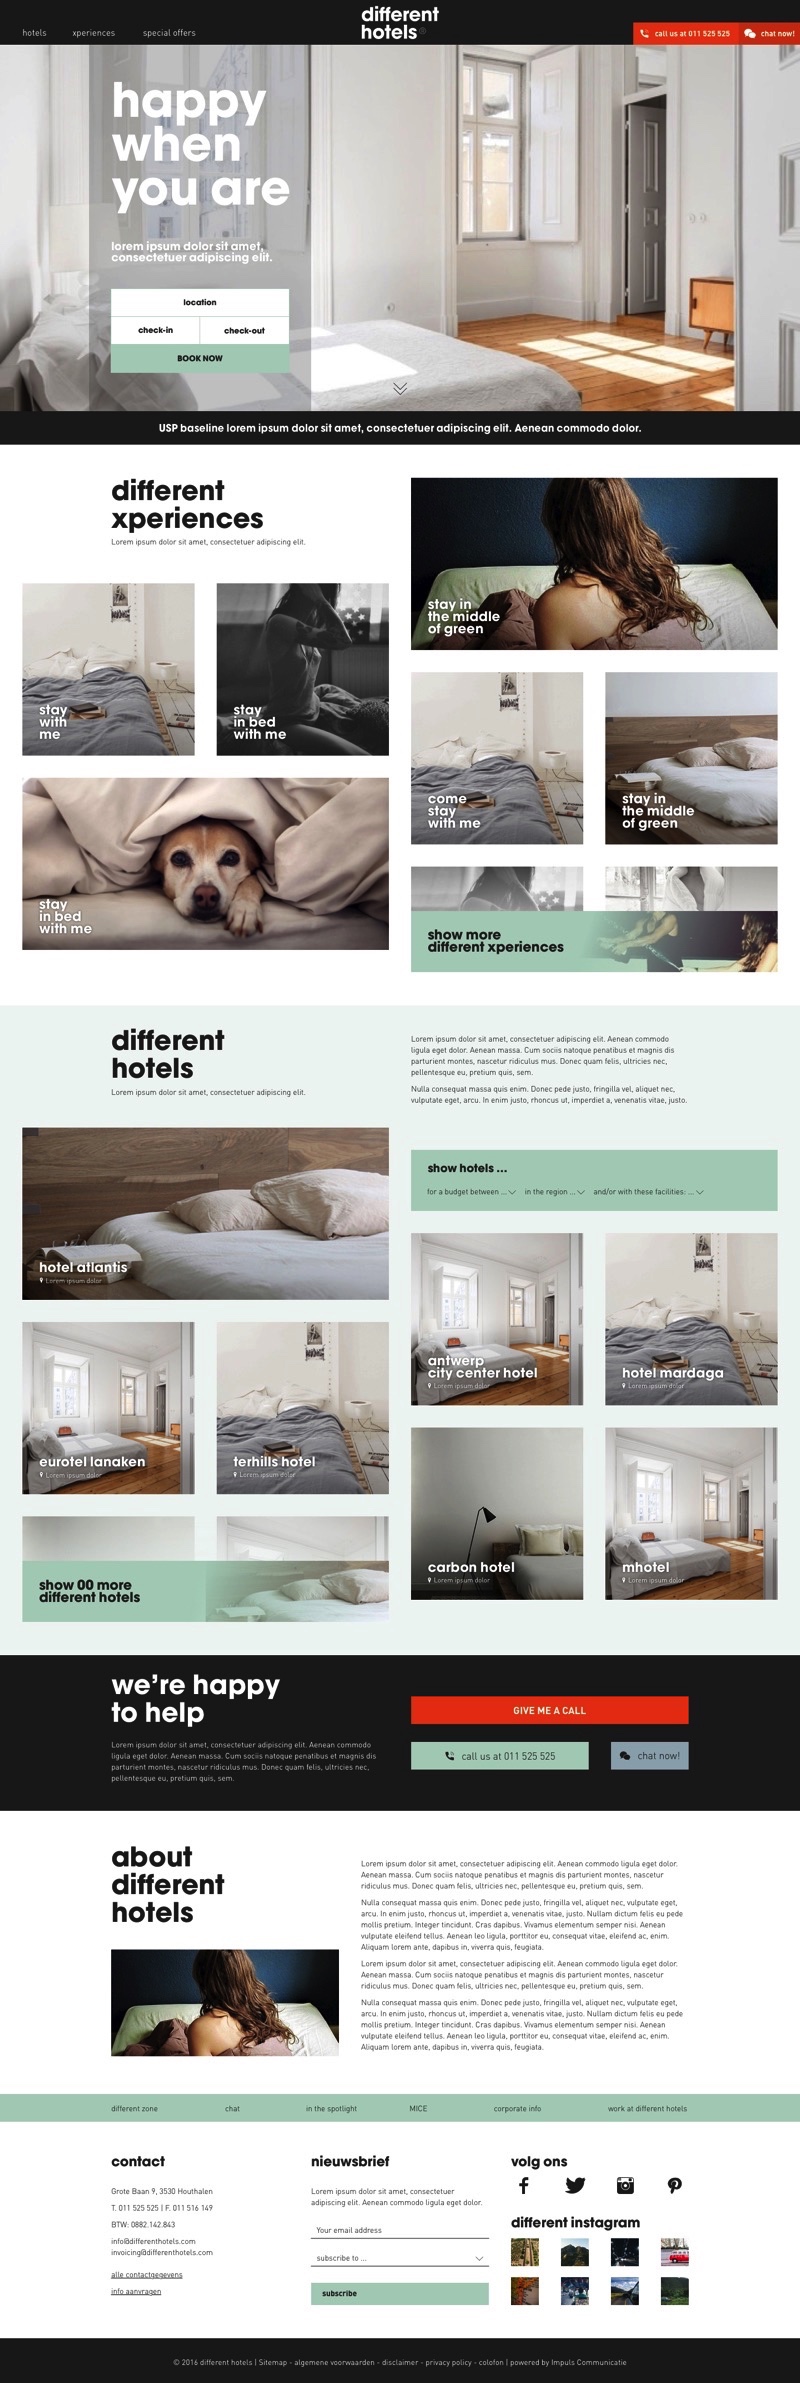 different
hotels®
hotels xperiences special offers
call us at 011 525 525 chat now!
happy
when
you are
lorem ipsum dolor sit amet,
consectetuer adipiscing elit.
location
check-in check-out
BOOK NOW
USP baseline lorem ipsum dolor sit amet, consectetuer adipiscing elit. Aenean commodo dolor.
different
xperiences
Lorem ipsum dolor sit amet, consectetuer adipiscing elit.
stay
with
me
stay
in bed
with me
stay
in bed
with me
stay in
the middle
of green
come
stay
with me
stay in
the middle
of green
show more
different xperiences
different
hotels
Lorem ipsum dolor sit amet, consectetuer adipiscing elit.
hotel atlantis
Lorem ipsum dolor
eurotel lanaken
Lorem ipsum dolor
terhills hotel
Lorem ipsum dolor
show 00 more
different hotels
Lorem ipsum dolor sit amet, consectetuer adipiscing elit. Aenean commodo
ligula eget dolor. Aenean massa. Cum sociis natoque penatibus et magnis dis
parturient montes, nascetur ridiculus mus. Donec quam felis, ultricies nec,
pellentesque eu, pretium quis, sem.
Nulla consequat massa quis enim. Donec pede justo, fringilla vel, aliquet nec,
vulputate eget, arcu. In enim justo, rhoncus ut, imperdiet a, venenatis vitae, justo.
show hotels ...
for a budget between ... in the region ... and/or with these facilities: ...
antwerp
city center hotel
Lorem ipsum dolor
hotel mardaga
Lorem ipsum dolor
carbon hotel
Lorem ipsum dolor
mhotel
Lorem ipsum dolor
we're happy
to help
Lorem ipsum dolor sit amet, consectetuer adipiscing elit. Aenean commodo
ligula eget dolor. Aenean massa. Cum sociis natoque penatibus et magnis dis
parturient montes, nascetur ridiculus mus. Donec quam felis, ultricies nec,
pellentesque eu, pretium quis, sem.
GIVE ME A CALL
call us at 011 525 525 chat now!
about
different
hotels
Lorem ipsum dolor sit amet, consectetuer adipiscing elit. Aenean commodo ligula eget dolor.
Aenean massa. Cum sociis natoque penatibus et magnis dis parturient montes, nascetur
ridiculus mus. Donec quam felis, ultricies nec, pellentesque eu, pretium quis, sem.
Nulla consequat massa quis enim. Donec pede justo, fringilla vel, aliquet nec, vulputate eget,
arcu. In enim justo, rhoncus ut, imperdiet a, venenatis vitae, justo. Nullam dictum felis eu pede
mollis pretium. Integer tincidunt. Cras dapibus. Vivamus elementum semper nisi. Aenean
vulputate eleifend tellus. Aenean leo ligula, porttitor eu, consequat vitae, eleifend ac, enim.
Aliquam lorem ante, dapibus in, viverra quis, feugiata.
Lorem ipsum dolor sit amet, consectetuer adipiscing elit. Aenean commodo ligula eget dolor.
Aenean massa. Cum sociis natoque penatibus et magnis dis parturient montes, nascetur
ridiculus mus. Donec quam felis, ultricies nec, pellentesque eu, pretium quis, sem.
Nulla consequat massa quis enim. Donec pede justo, fringilla vel, aliquet nec, vulputate eget,
arcu. In enim justo, rhoncus ut, imperdiet a, venenatis vitae, justo. Nullam dictum felis eu pede
mollis pretium. Integer tincidunt. Cras dapibus. Vivamus elementum semper nisi. Aenean
vulputate eleifend tellus. Aenean leo ligula, porttitor eu, consequat vitae, eleifend ac, enim.
Aliquam lorem ante, dapibus in, viverra quis, feugiata.
different zone chat in the spotlight MICE corporate info work at different hotels
contact
Grote Baan 9, 3530 Houthalen
T. 011 525 525 | F. 011 516 149
BTW: 0882.142.843
info@differenthotels.com
invoicing@differenthotels.com
alle contactgegevens
info aanvragen
nieuwsbrief
Lorem ipsum dolor sit amet, consectetuer
adipiscing elit. Aenean commodo ligula eget dolor.
Your email address
subscribe to ...
subscribe
volg ons
different instagram
© 2016 different hotels | Sitemap - algemene voorwaarden - disclaimer - privacy policy - colofon | powered by Impuls Communicatie